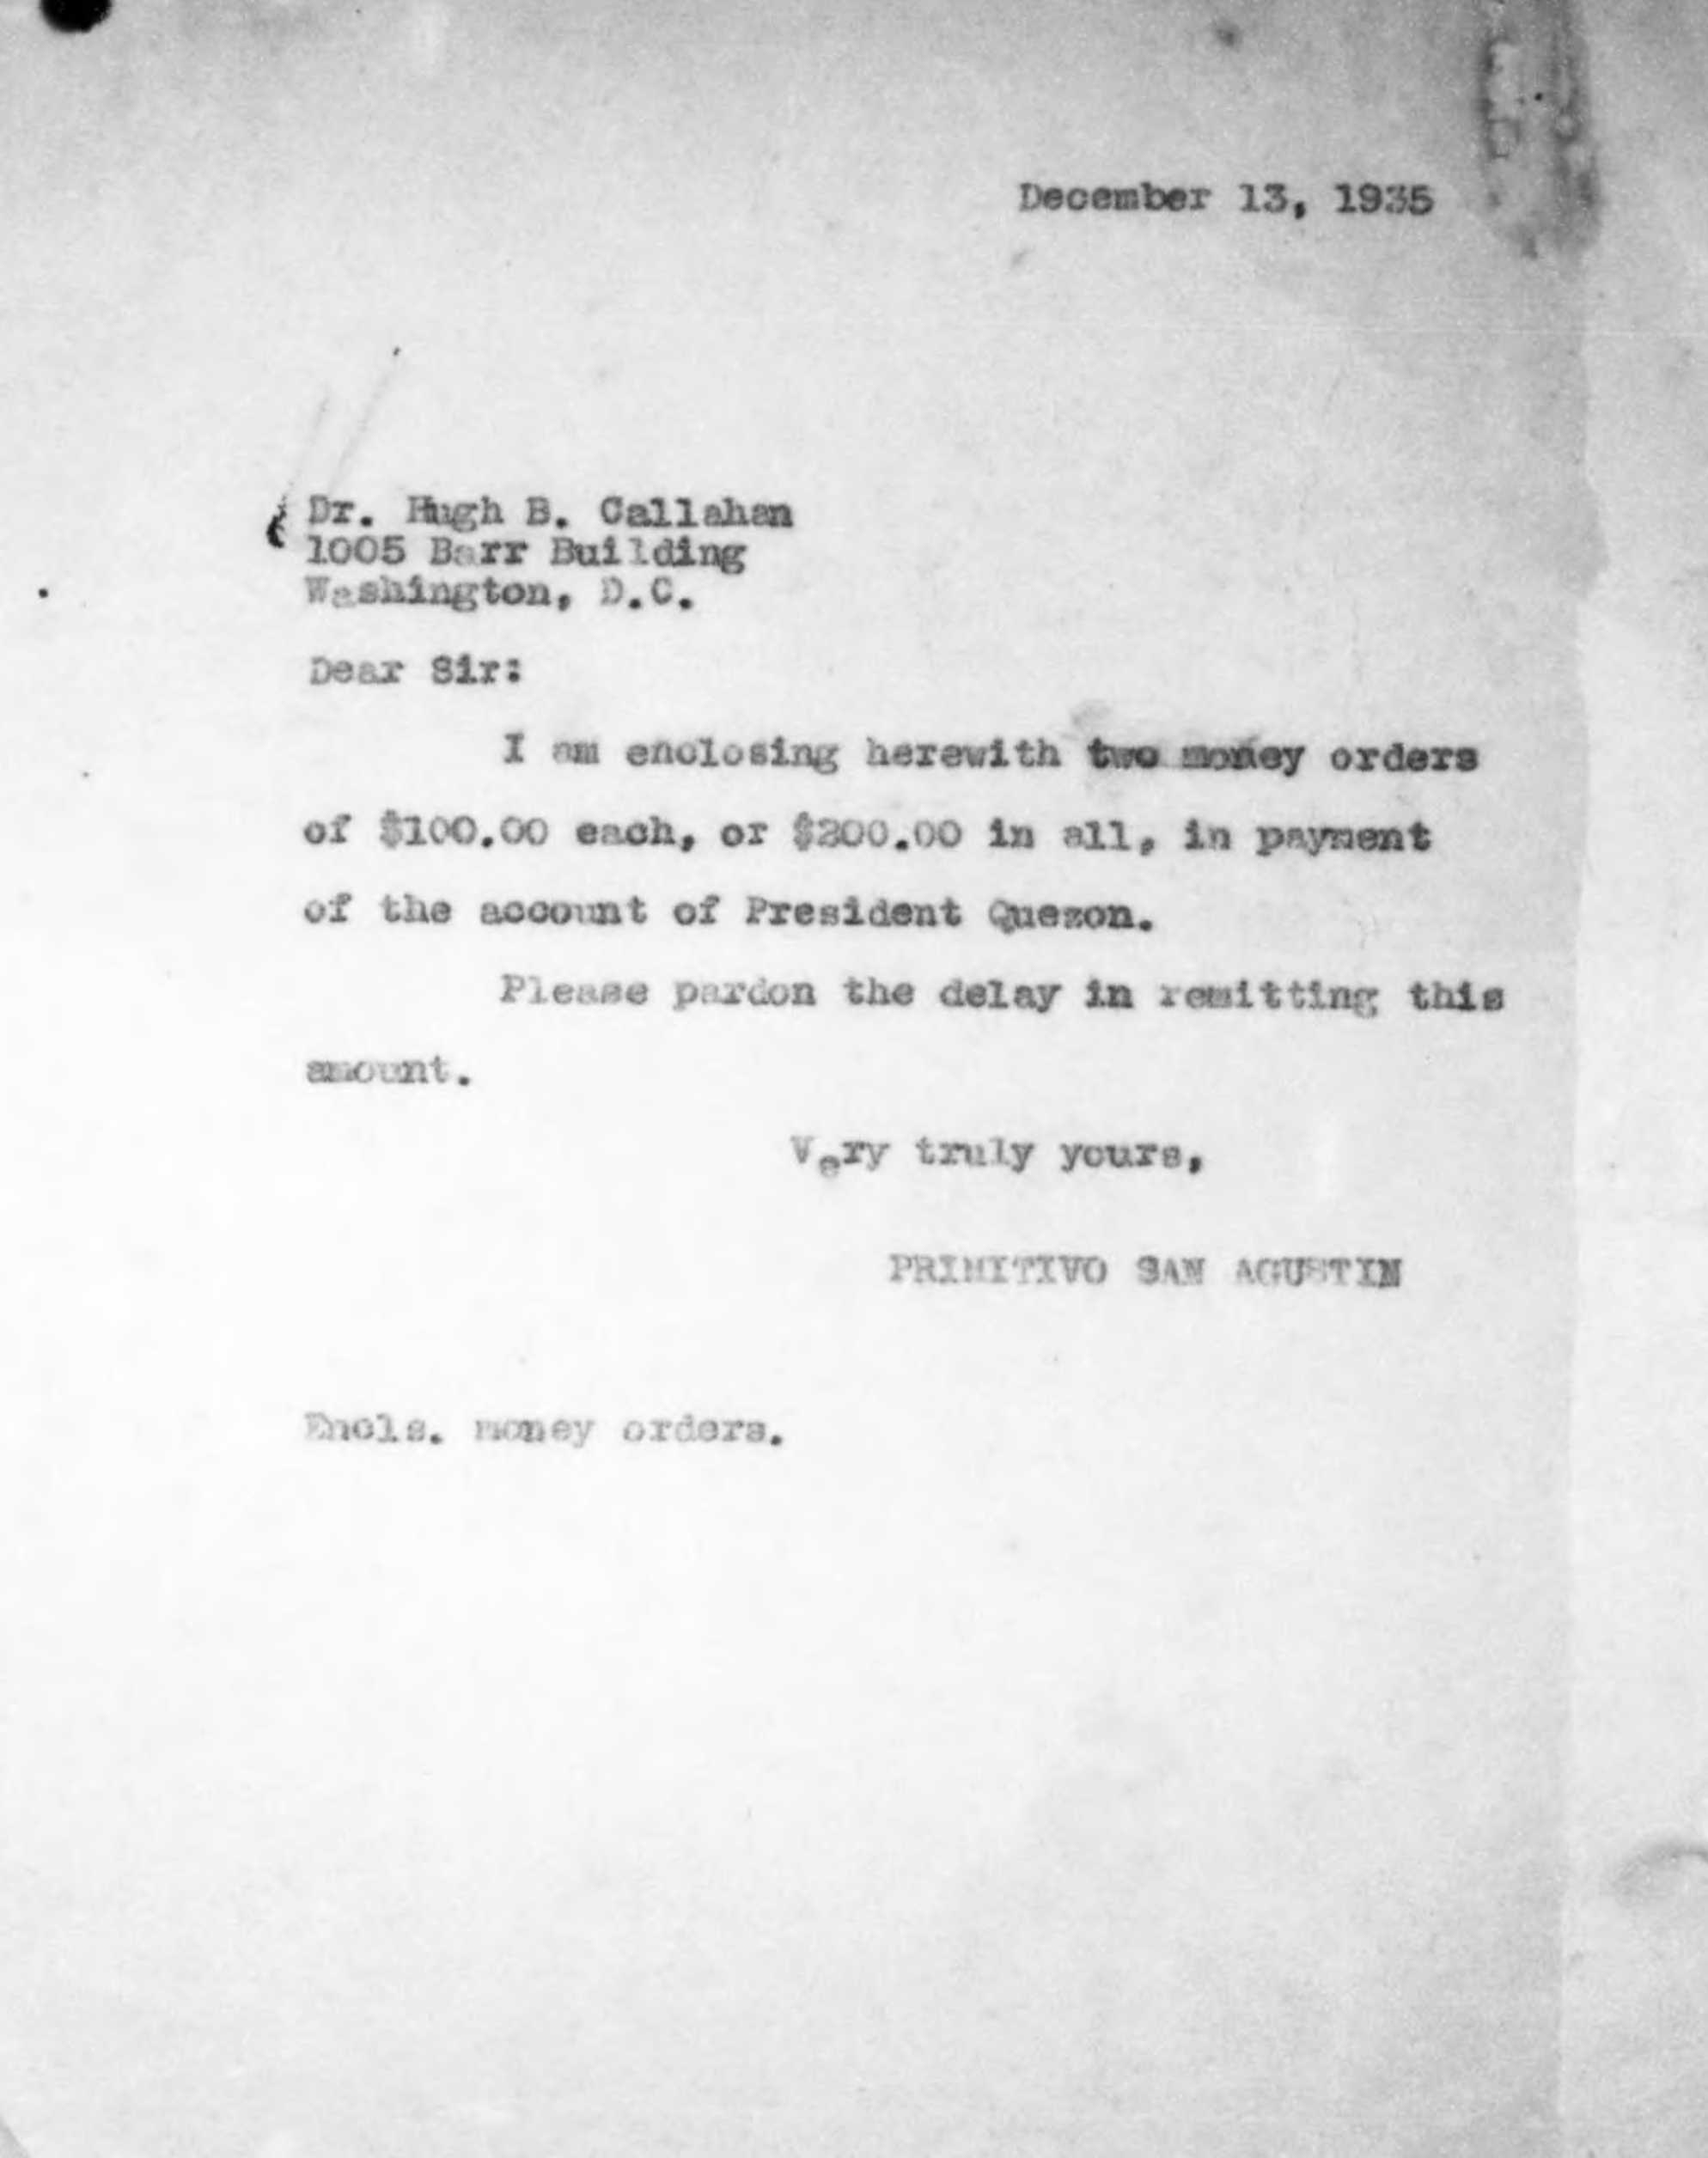 December 13, 1935
Dr. Hugh B. Callahan
1005 Barr Building
Washington, D.C.
Dear Sir:
I am enclosing herewith two money orders
of $100.00 each, or $200.00 in all, in payment
of the account of President Quezon.
Please pardon the delay in remitting this
amount.
Very truly yours,
PRIMITIVO SAN AGUSTIN
Encls. money orders.